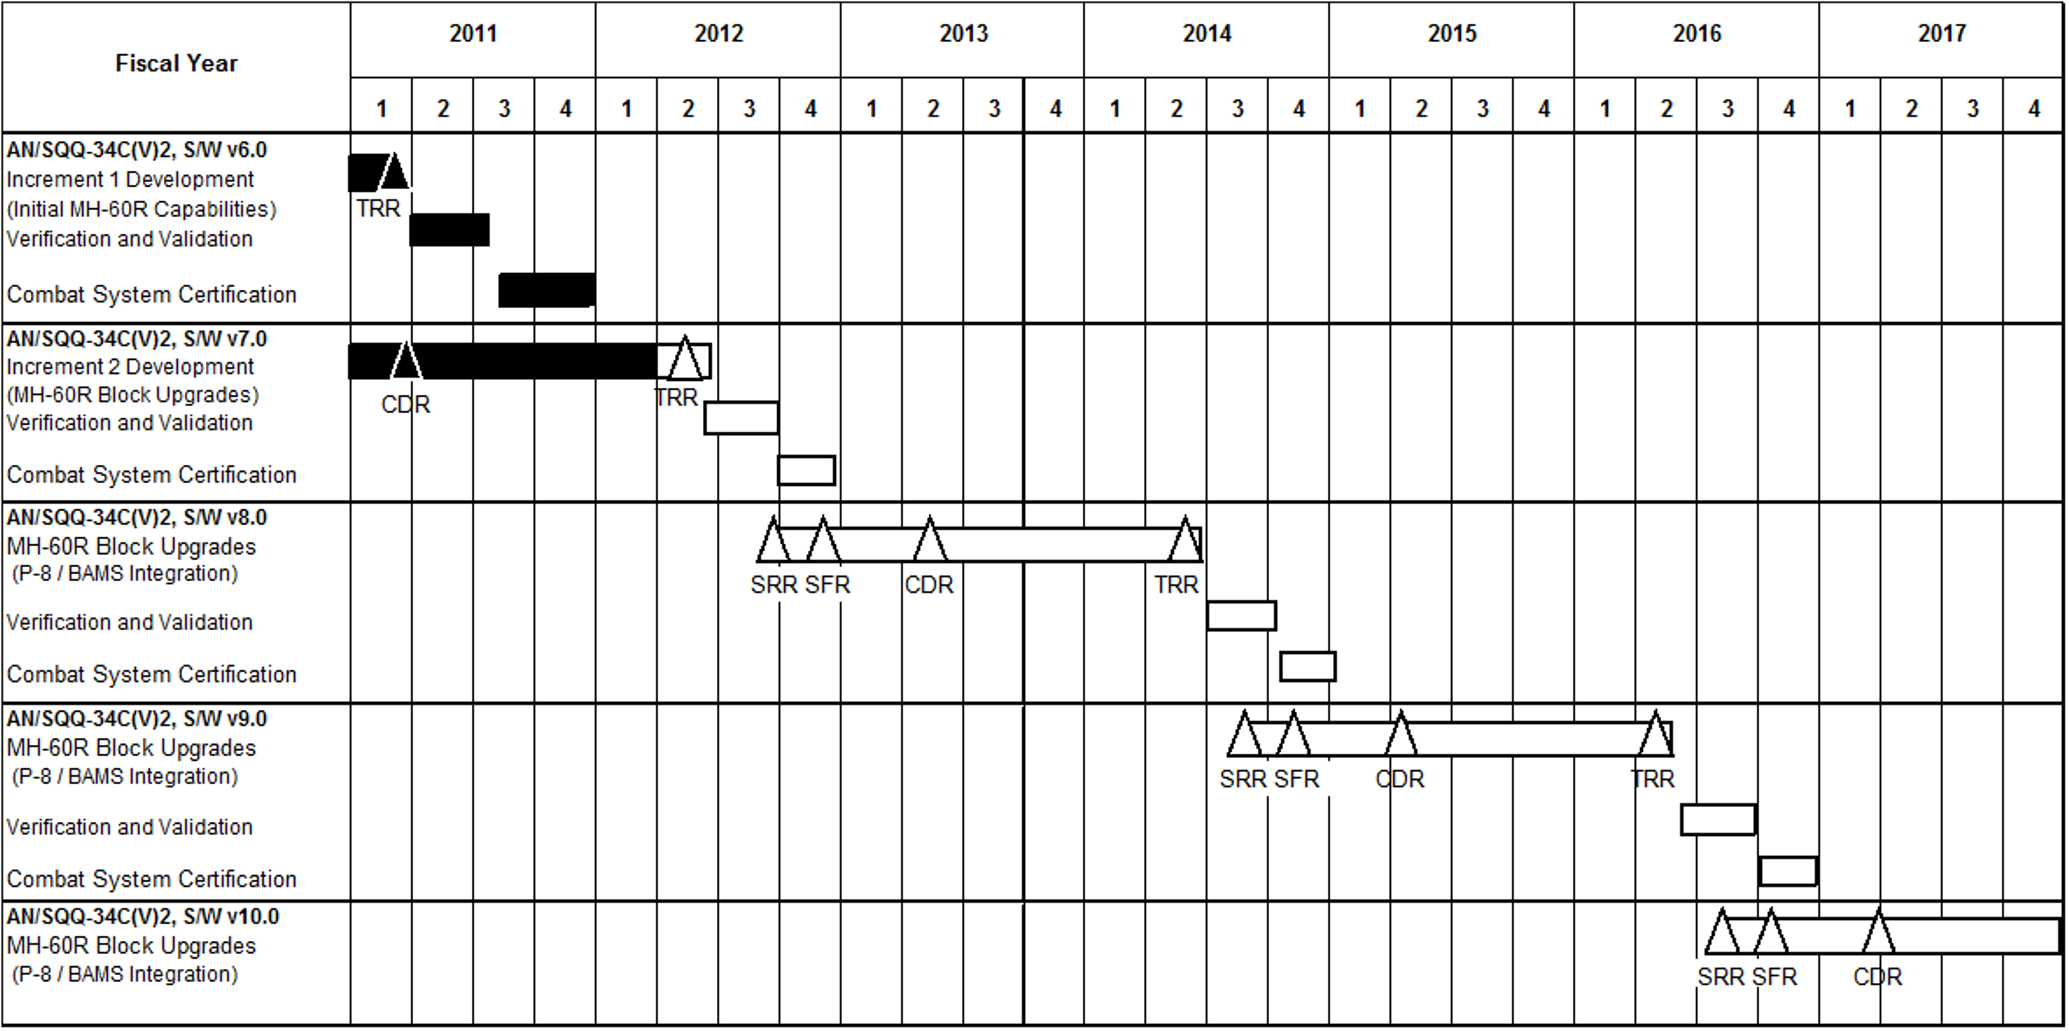 2011 2012 2013 2014 2015 2016 2017
Fiscal Year
1 2 3 4 1 2 3 4 1 2 3 4 1 2 3 4 1 2 3 4 1 2 3 4 1 2 3 4
AN/SQQ-34C(V)2, S/W v6.0
Increment 1 Development
(Initial MH-60R Capabilities)
TRR
Verification and Validation
Combat System Certification
AN/SQQ-34C(V)2, S/W v7.0
Increment 2 Development
(MH-60R Block Upgrades)
CDR TRR
Verification and Validation
Combat System Certification
AN/SQQ-34C(V)2, S/W v8.0
MH-60R Block Upgrades
(P-8 / BAMS Integration)
SRR SFR CDR TRR
Verification and Validation
Combat System Certification
AN/SQQ-34C(V)2, S/W v9.0
MH-60R Block Upgrades
(P-8 / BAMS Integration)
SRR SFR CDR TRR
Verification and Validation
Combat System Certification
AN/SQQ-34C(V)2, S/W v10.0
MH-60R Block Upgrades
(P-8 / BAMS Integration)
SRR SFR CDR